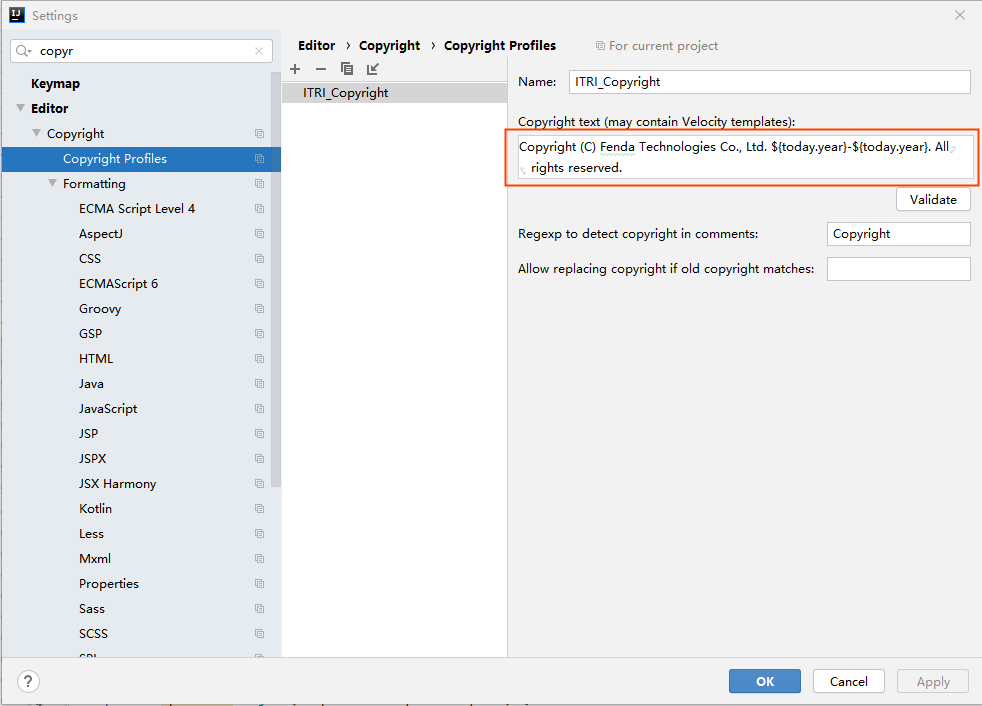 IJ Settings
copyr
Keymap
Editor
Copyright
Copyright Profiles
Formatting
ECMA Script Level 4
AspectJ
CSS
ECMAScript 6
Groovy
GSP
HTML
Java
JavaScript
JSP
JSPX
JSX Harmony
Kotlin
Less
Mxml
Properties
Sass
SCSS
Editor › Copyright › Copyright Profiles For current project
ITRI_Copyright
Name: ITRI_Copyright
Copyright text (may contain Velocity templates):
Copyright (C) Fenda Technologies Co., Ltd. ${today.year}-${today.year}. All
rights reserved.
Validate
Regexp to detect copyright in comments: Copyright
Allow replacing copyright if old copyright matches:
? OK Cancel Apply